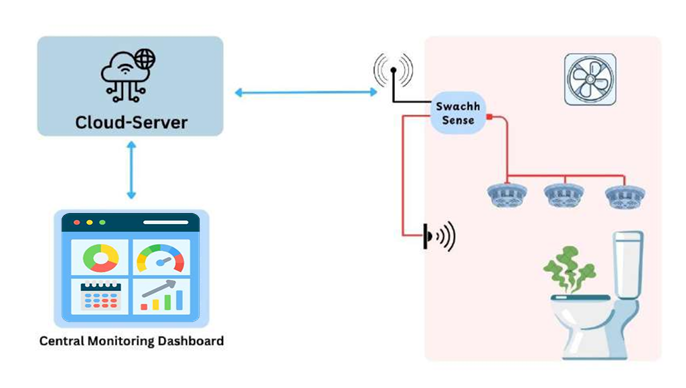 Cloud-Server
Swachh
Sense
Central Monitoring Dashboard